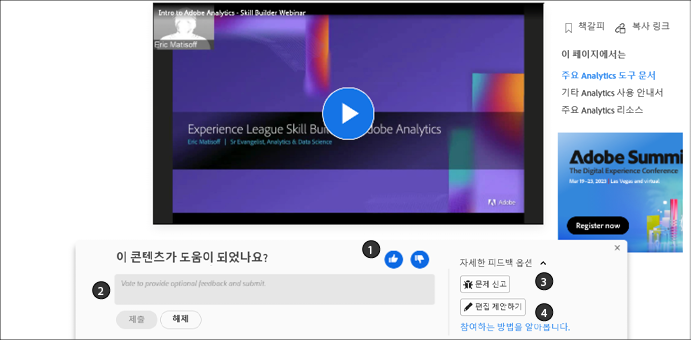 Intro to Adobe Analytics - Skill Builder Webinar
Eric Matisoff
Experience League Skill Buil
Adobe Analytics
Eric Matisoff | Sr Evangelist, Analytics & Data Science
Adobe
책갈피
복사 링크
이 페이지에서는
주요 Analytics 도구 문서
기타 Analytics 사용 안내서
주요 Analytics 리소스
Adobe Summi
The Digital Experience Conference
Mar 19–23, 2023 Las Vegas and virtual
Register now
이 콘텐츠가 도움이 되었나요?
1
2
Vote to provide optional feedback and submit
제출
해제
자세한 피드백 옵션
문제 신고
3
편집 제안하기
4
참여하는 방법을 알아봅니다.